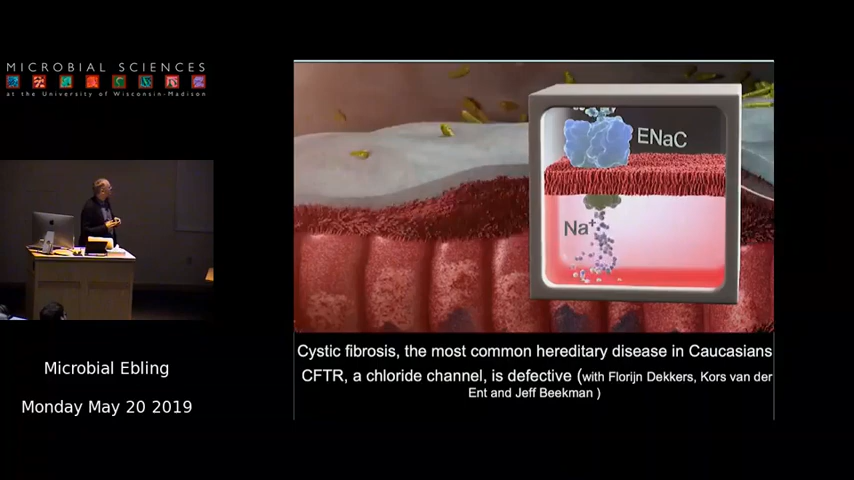 MICROBIAL SCIENCES
at the University of Wisconsin-Madison
ENaC
Na+
Cystic fibrosis, the most common hereditary disease in Caucasians
CFTR, a chloride channel, is defective (with Florijn Dekkers, Kors van der
Ent and Jeff Beekman )
Microbial Ebling
Monday May 20 2019